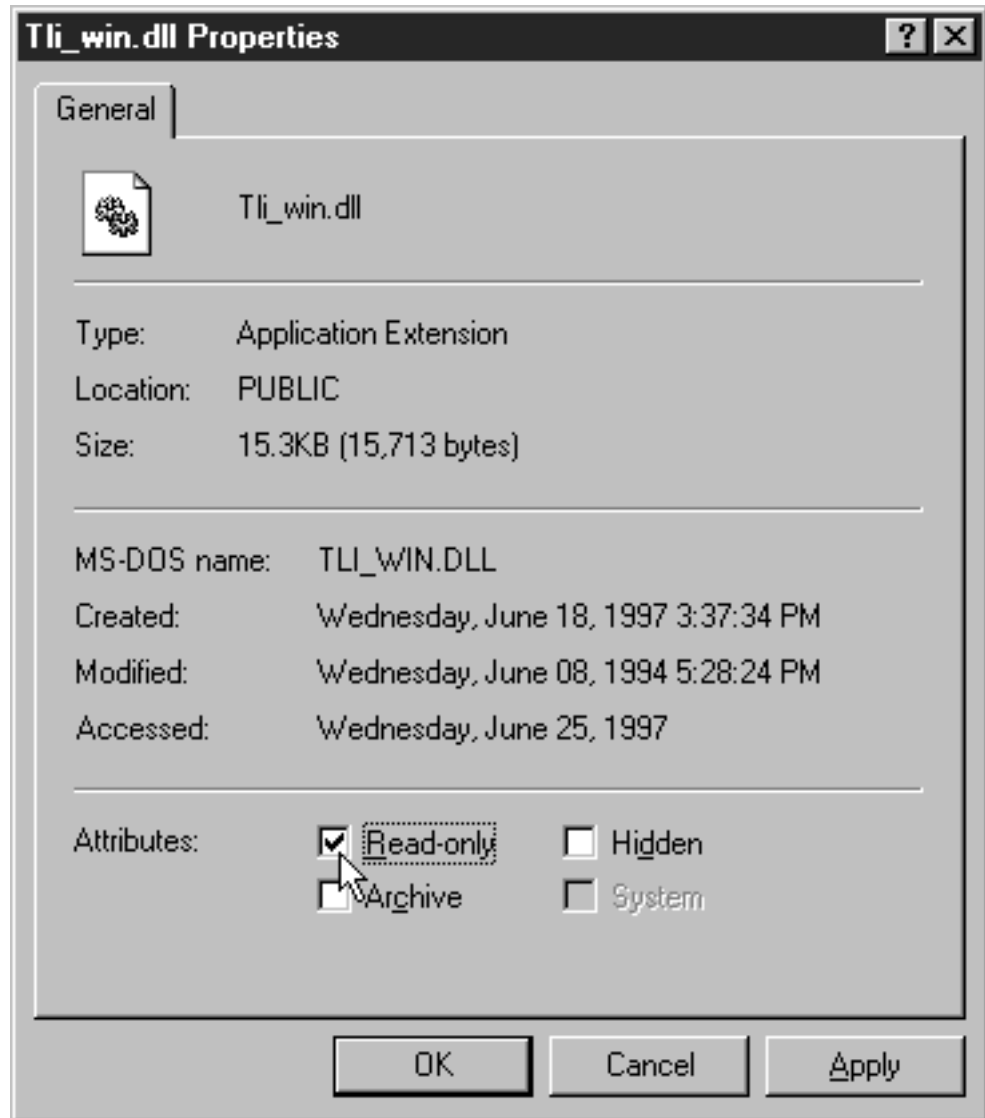 Tli_win.dll Properties
General
Tli_win.dll
Type: Application Extension
Location: PUBLIC
Size: 15.3KB (15,713 bytes)
MS-DOS name: TLI_WIN.DLL
Created: Wednesday, June 18, 1997 3:37:34 PM
Modified: Wednesday, June 08, 1994 5:28:24 PM
Accessed: Wednesday, June 25, 1997
Attributes: Read-only Hidden
Archive System
OK Cancel Apply